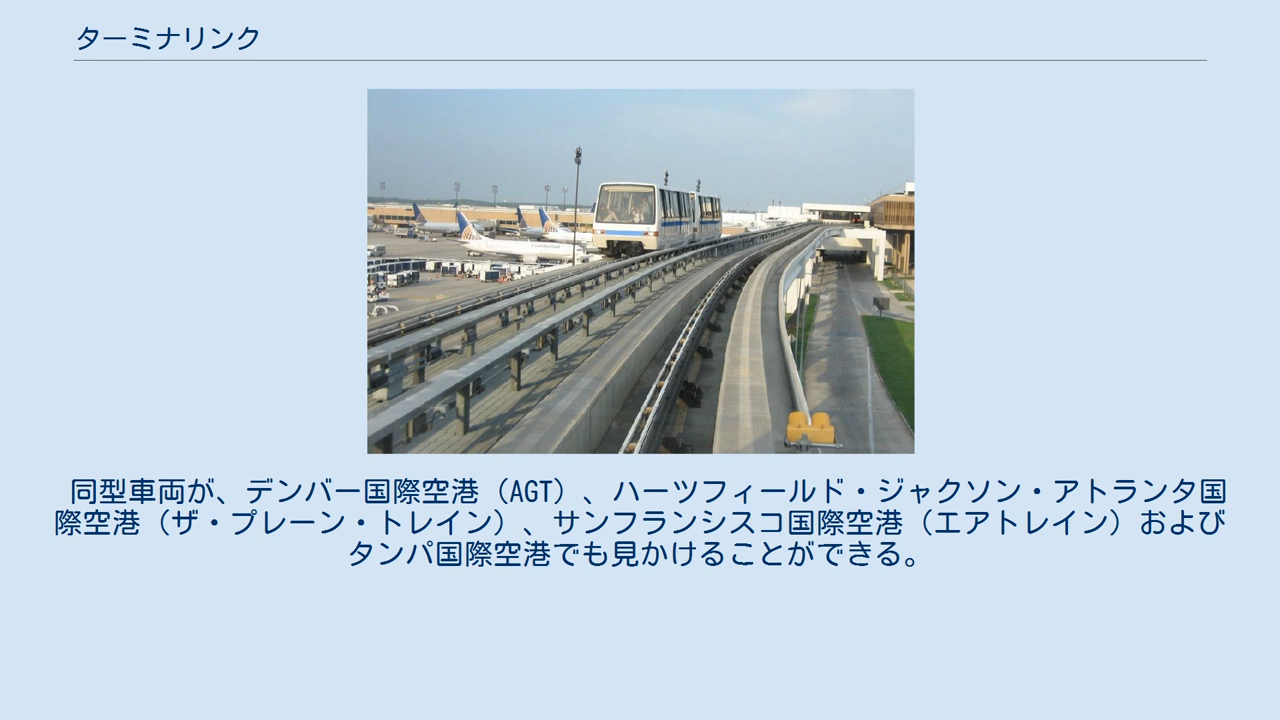 ターミナリンク
同型車両が、デンバー国際空港（AGT）、ハーツフィールド・ジャクソン・アトランタ国
際空港（ザ・プレーン・トレイン）、サンフランシスコ国際空港（エアトレイン）および
タンパ国際空港でも見かけることができる。